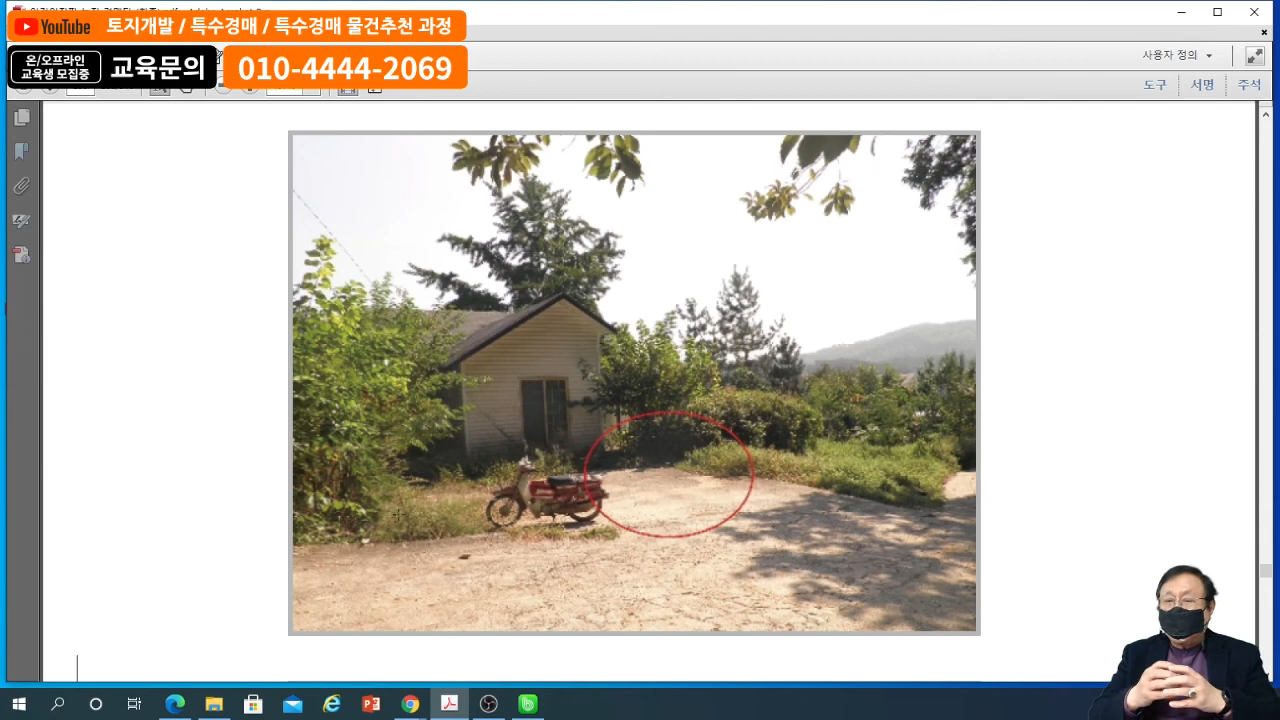 YouTube 토지개발 / 특수경매 / 특수경매 물건추천 과정
온/오프라인
교육생 모집중
교육문의 010-4444-2069
사용자 정의
도구 서명 주석